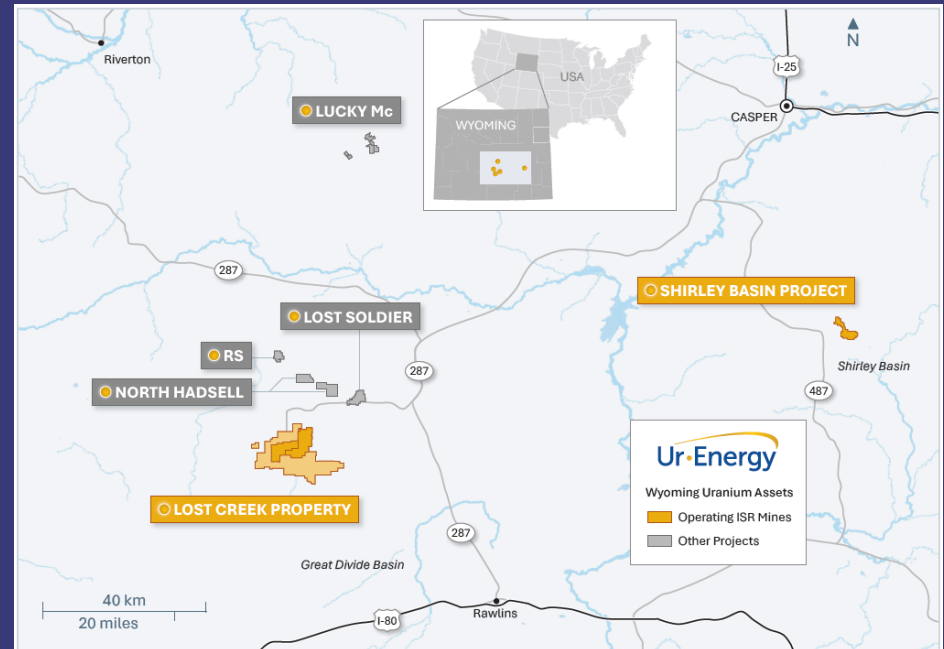 Riverton
N
I-25
USA
LUCKY Mc
CASPER
WYOMING
287
SHIRLEY BASIN PROJECT
LOST SOLDIER
RS
287
Shirley Basin
NORTH HADSELL
487
Ur·Energy
Wyoming Uranium Assets
Operating ISR Mines
Other Projects
LOST CREEK PROPERTY
287
Great Divide Basin
40 km
20 miles
Rawlins
I-80